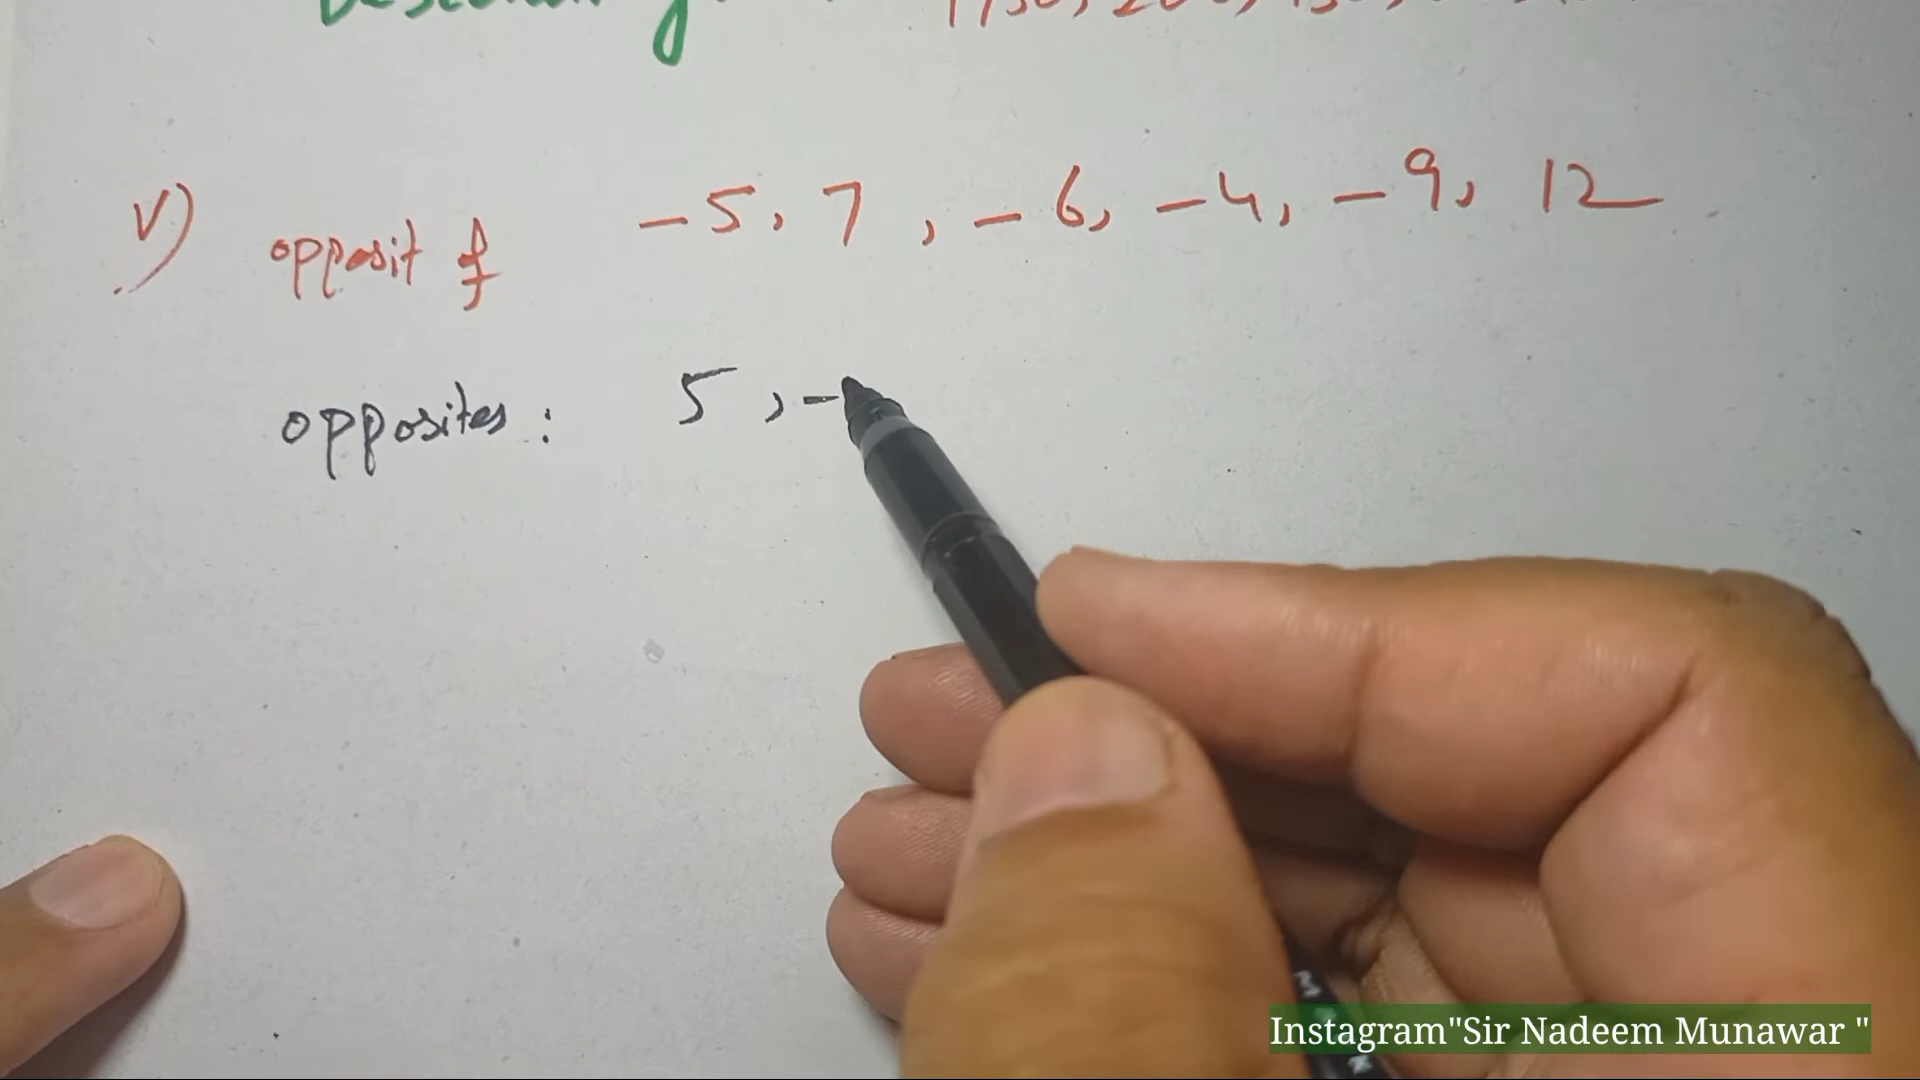 v) opposit of -5, 7, -6, -4, -9, 12
opposites: 5, -
Instagram"Sir Nadeem Munawar "